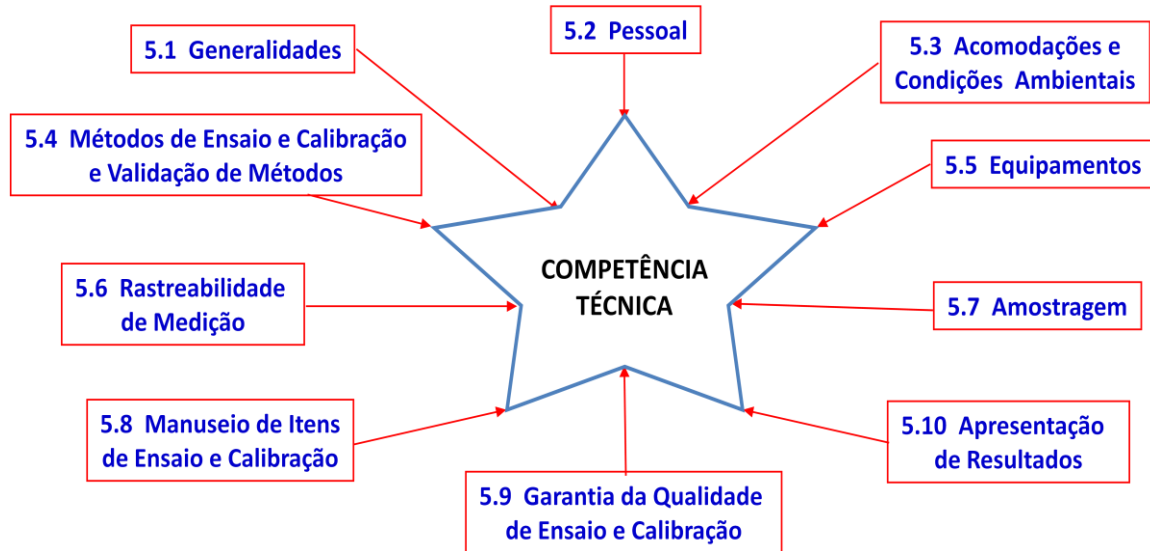 5.2 Pessoal
5.1 Generalidades
5.3 Acomodações e
Condições Ambientais
5.4 Métodos de Ensaio e Calibração
e Validação de Métodos
5.5 Equipamentos
COMPETÊNCIA
TÉCNICA
5.6 Rastreabilidade
de Medição
5.7 Amostragem
5.8 Manuseio de Itens
de Ensaio e Calibração
5.10 Apresentação
de Resultados
5.9 Garantia da Qualidade
de Ensaio e Calibração